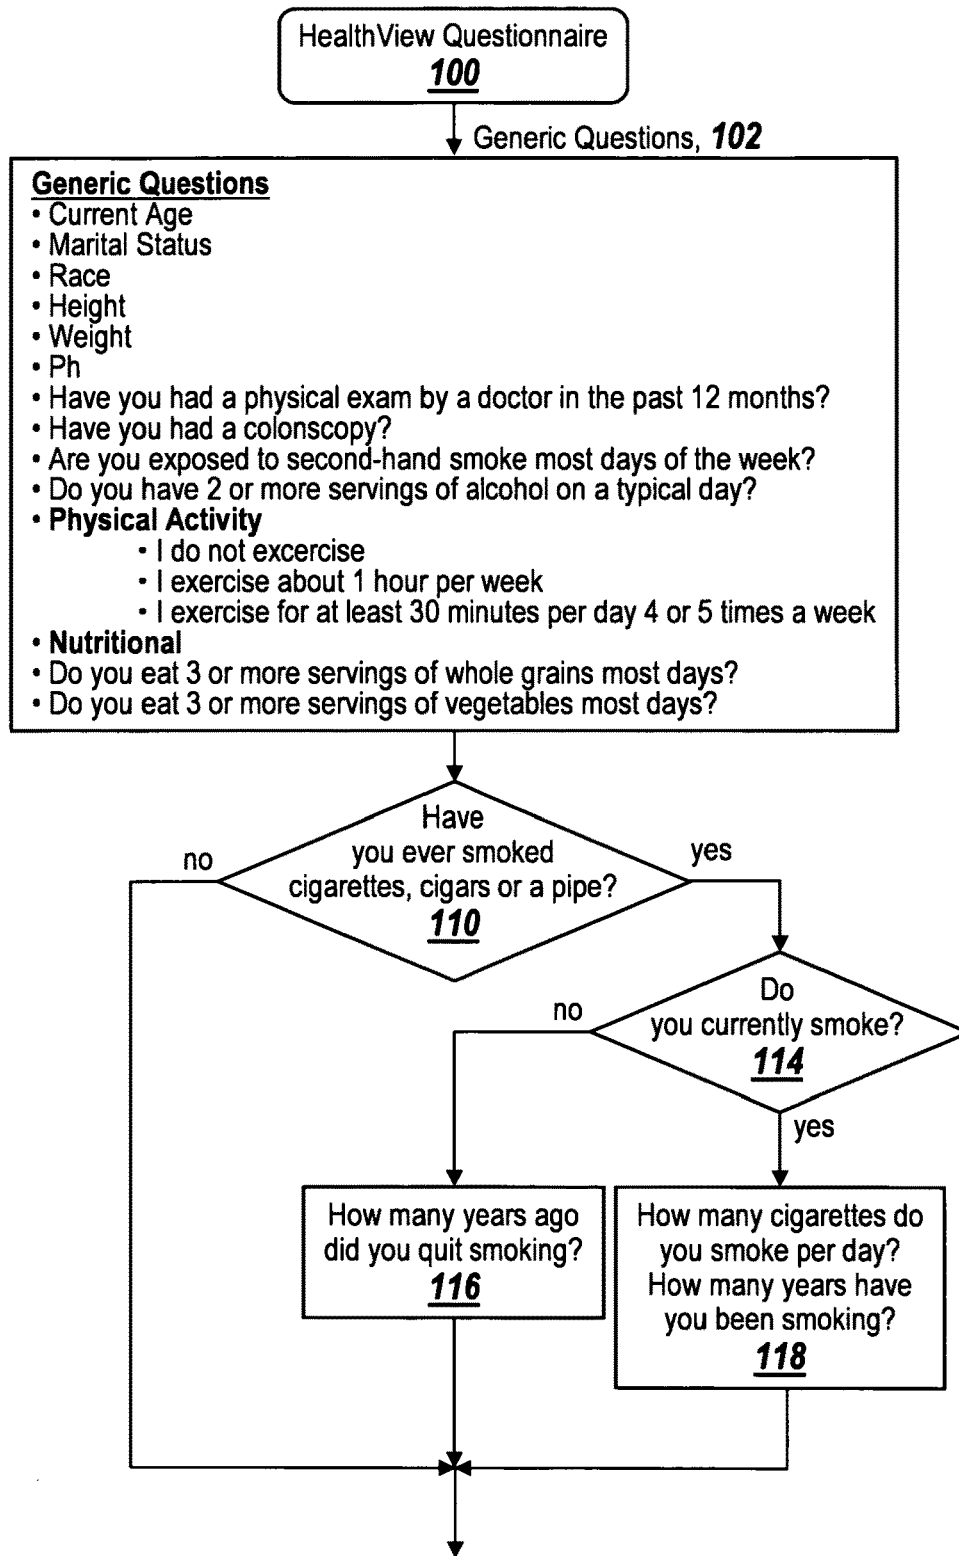 HealthView Questionnaire
100
Generic Questions, 102
Generic Questions
• Current Age
• Marital Status
• Race
• Height
• Weight
• Ph
• Have you had a physical exam by a doctor in the past 12 months?
• Have you had a colonscopy?
• Are you exposed to second-hand smoke most days of the week?
• Do you have 2 or more servings of alcohol on a typical day?
• Physical Activity
• I do not excercise
• I exercise about 1 hour per week
• I exercise for at least 30 minutes per day 4 or 5 times a week
• Nutritional
• Do you eat 3 or more servings of whole grains most days?
• Do you eat 3 or more servings of vegetables most days?
Have
you ever smoked
cigarettes, cigars or a pipe?
110
no
yes
Do
you currently smoke?
114
no
yes
How many years ago
did you quit smoking?
116
How many cigarettes do
you smoke per day?
How many years have
you been smoking?
118